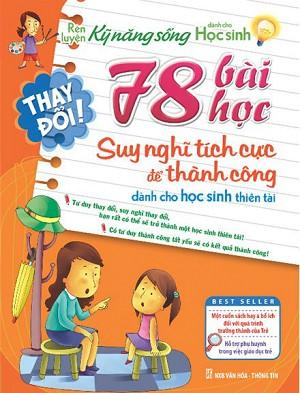 Rèn luyện Kỹ năng sống dành cho Học sinh
THAY ĐỔI!
78 bài học
Suy nghĩ tích cực
để thành công
dành cho học sinh thiên tài
Tư duy thay đổi, suy nghĩ thay đổi,
bạn rất có thể sẽ trở thành một học sinh thiên tài!
Có tư duy thành công tất yếu sẽ có kết quả thành công!
BEST SELLER
Một cuốn sách hay & bổ ích
đối với quá trình
trưởng thành của Trẻ
Hỗ trợ phụ huynh
trong việc giáo dục trẻ
NXB VĂN HÓA - THÔNG TIN